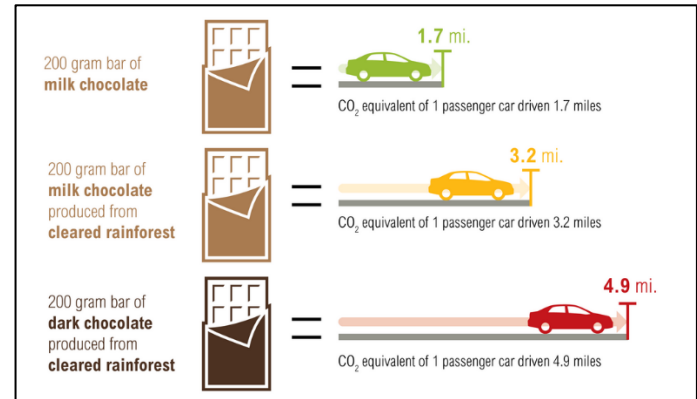 200 gram bar of
milk chocolate
1.7 mi.
CO₂ equivalent of 1 passenger car driven 1.7 miles
200 gram bar of
milk chocolate
produced from
cleared rainforest
3.2 mi.
CO₂ equivalent of 1 passenger car driven 3.2 miles
200 gram bar of
dark chocolate
produced from
cleared rainforest
4.9 mi.
CO₂ equivalent of 1 passenger car driven 4.9 miles